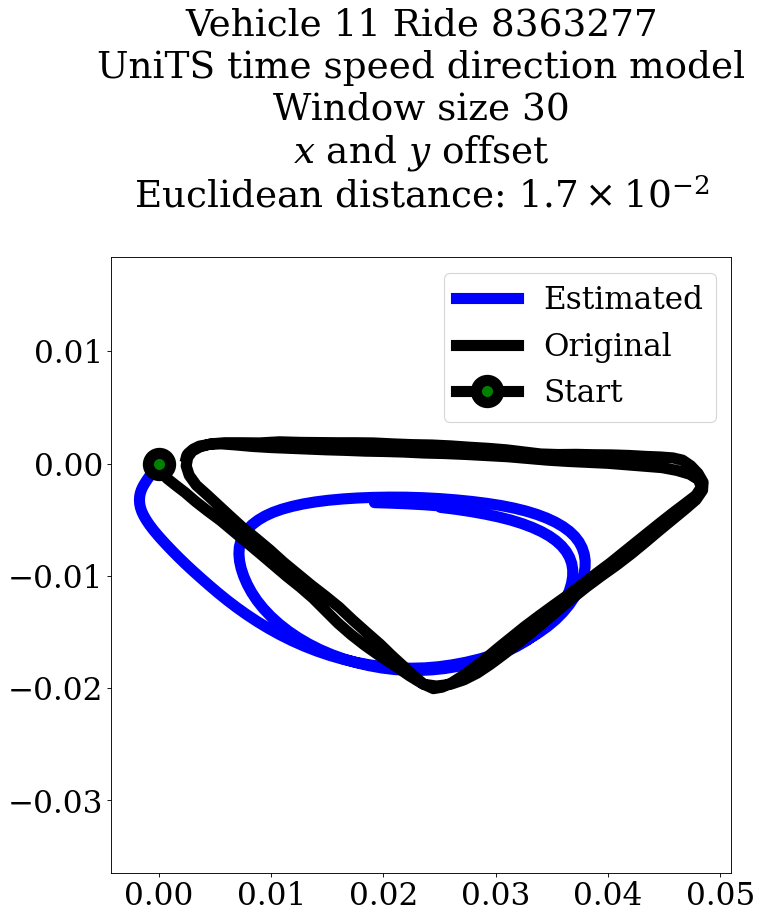 Vehicle 11 Ride 8363277
UniTS time speed direction model
Window size 30
x and y offset
Euclidean distance: 1.7 × 10⁻²
Estimated
Original
Start
0.01
0.00
−0.01
−0.02
−0.03
0.00 0.01 0.02 0.03 0.04 0.05